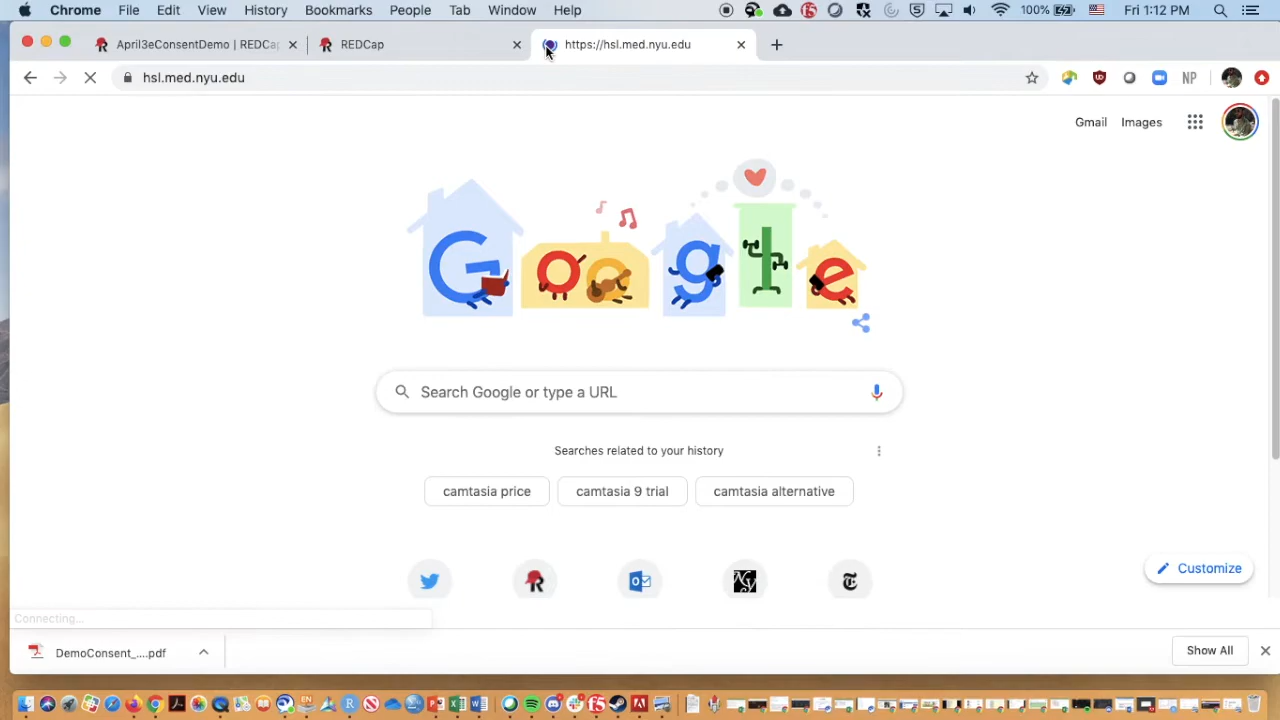 Chrome File Edit View History Bookmarks People Tab Window Help 100% Fri 1:12 PM
April3eConsentDemo | REDCa
REDCap
https://hsl.med.nyu.edu
hsl.med.nyu.edu
NP
Gmail Images
Google
Search Google or type a URL
Searches related to your history
camtasia price
camtasia 9 trial
camtasia alternative
Customize
Connecting...
DemoConsent_....pdf
Show All